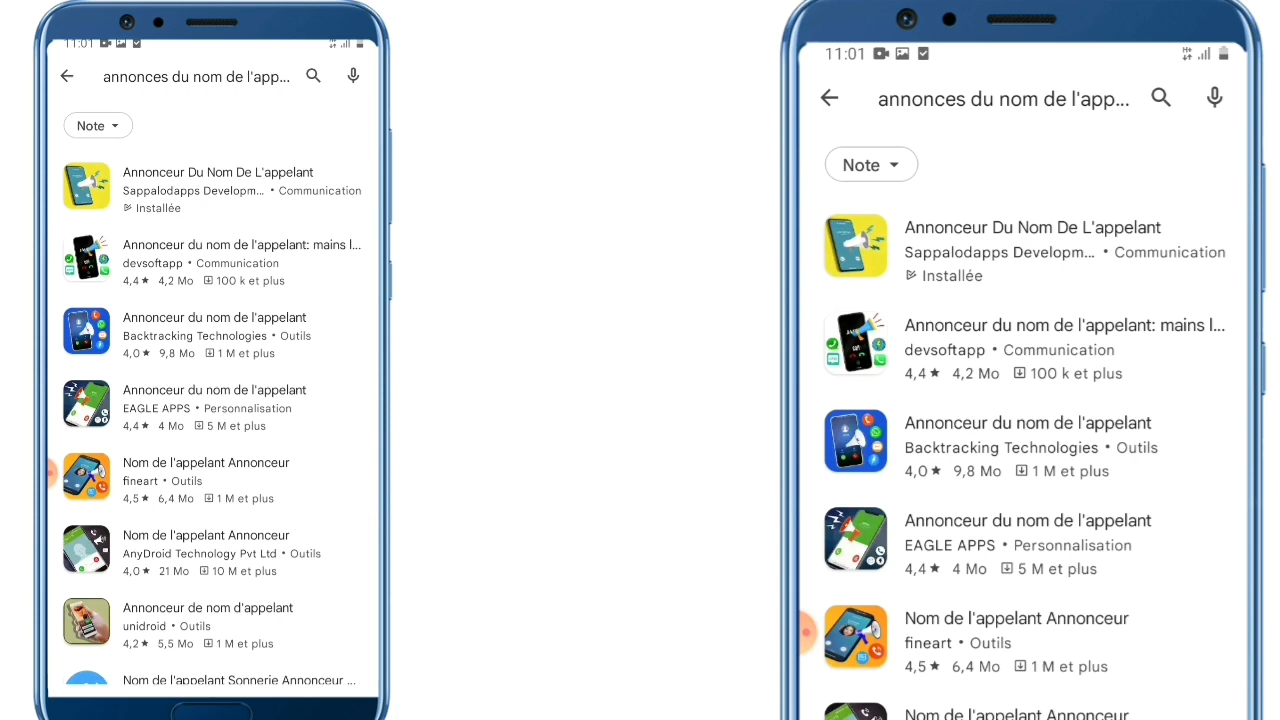 11:01
annonces du nom de l'app...
Note
Annonceur Du Nom De L'appelant
Sappalodapps Developm... • Communication
Installée
Annonceur du nom de l'appelant: mains l...
devsoftapp • Communication
4,4★ 4,2 Mo 100 k et plus
Annonceur du nom de l'appelant
Backtracking Technologies • Outils
4,0★ 9,8 Mo 1 M et plus
Annonceur du nom de l'appelant
EAGLE APPS • Personnalisation
4,4★ 4 Mo 5 M et plus
Nom de l'appelant Annonceur
fineart • Outils
4,5★ 6,4 Mo 1 M et plus
Nom de l'appelant Annonceur
AnyDroid Technology Pvt Ltd • Outils
4,0★ 21 Mo 10 M et plus
Annonceur de nom d'appelant
unidroid • Outils
4,2★ 5,5 Mo 1 M et plus
Nom de l'appelant Sonnerie Annonceur ...
11:01
H+
annonces du nom de l'app...
Note
Annonceur Du Nom De L'appelant
Sappalodapps Developm... • Communication
Installée
Annonceur du nom de l'appelant: mains l...
devsoftapp • Communication
4,4★ 4,2 Mo 100 k et plus
Annonceur du nom de l'appelant
Backtracking Technologies • Outils
4,0★ 9,8 Mo 1 M et plus
Annonceur du nom de l'appelant
EAGLE APPS • Personnalisation
4,4★ 4 Mo 5 M et plus
Nom de l'appelant Annonceur
fineart • Outils
4,5★ 6,4 Mo 1 M et plus
Nom de l'appelant Annonceur